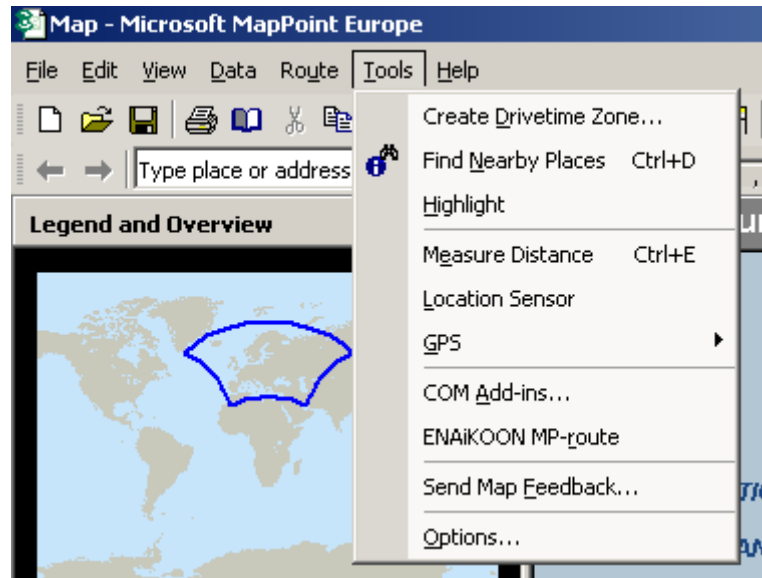 Map - Microsoft MapPoint Europe
File Edit View Data Route Tools Help
Type place or address
Legend and Overview
Create Drivetime Zone...
Find Nearby Places Ctrl+D
Highlight
Measure Distance Ctrl+E
Location Sensor
GPS
COM Add-ins...
ENAiKOON MP-route
Send Map Feedback...
Options...